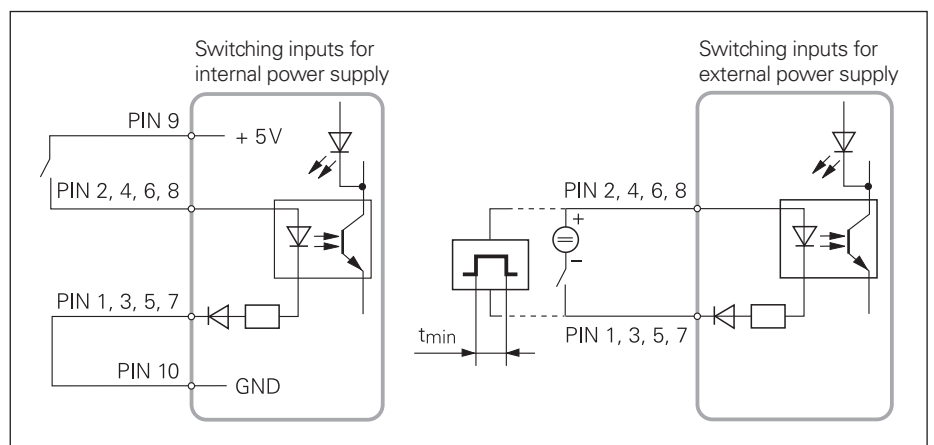 Switching inputs for
internal power supply
PIN 9
+ 5V
PIN 2, 4, 6, 8
PIN 1, 3, 5, 7
PIN 10
GND
Switching inputs for
external power supply
PIN 2, 4, 6, 8
+
–
tmin
PIN 1, 3, 5, 7